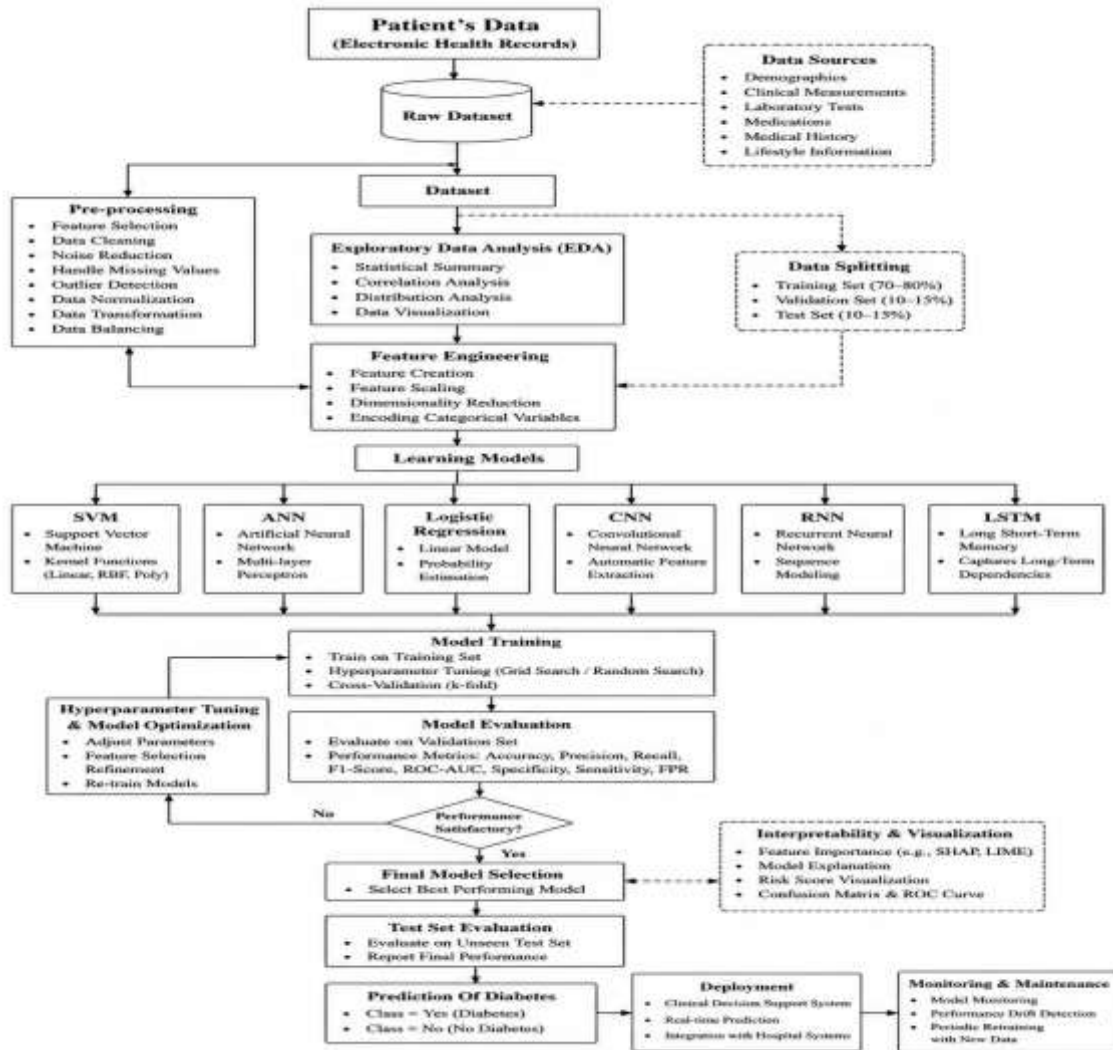 Patient's Data
(Electronic Health Records)
Raw Dataset
Data Sources
• Demographics
• Clinical Measurements
• Laboratory Tests
• Medications
• Medical History
• Lifestyle Information
Dataset
Pre-processing
• Feature Selection
• Data Cleaning
• Noise Reduction
• Handle Missing Values
• Outlier Detection
• Data Normalization
• Data Transformation
• Data Balancing
Exploratory Data Analysis (EDA)
• Statistical Summary
• Correlation Analysis
• Distribution Analysis
• Data Visualization
Data Splitting
• Training Set (70–80%)
• Validation Set (10–15%)
• Test Set (10–15%)
Feature Engineering
• Feature Creation
• Feature Scaling
• Dimensionality Reduction
• Encoding Categorical Variables
Learning Models
SVM
• Support Vector
Machine
• Kernel Functions
(Linear, RBF, Poly)
ANN
• Artificial Neural
Network
• Multi-layer
Perceptron
Logistic
Regression
• Linear Model
• Probability
Estimation
CNN
• Convolutional
Neural Network
• Automatic Feature
Extraction
RNN
• Recurrent Neural
Network
• Sequence
Modeling
LSTM
• Long Short-Term
Memory
• Captures Long-Term
Dependencies
Model Training
• Train on Training Set
• Hyperparameter Tuning (Grid Search / Random Search)
• Cross-Validation (k-fold)
Hyperparameter Tuning
& Model Optimization
• Adjust Parameters
• Feature Selection
Refinement
• Re-train Models
Model Evaluation
• Evaluate on Validation Set
• Performance Metrics: Accuracy, Precision, Recall,
F1-Score, ROC-AUC, Specificity, Sensitivity, FPR
No
Performance
Satisfactory?
Yes
Interpretability & Visualization
• Feature Importance (e.g., SHAP, LIME)
• Model Explanation
• Risk Score Visualization
• Confusion Matrix & ROC Curve
Final Model Selection
• Select Best Performing Model
Test Set Evaluation
• Evaluate on Unseen Test Set
• Report Final Performance
Prediction Of Diabetes
• Class = Yes (Diabetes)
• Class = No (No Diabetes)
Deployment
• Clinical Decision Support System
• Real-time Prediction
• Integration with Hospital Systems
Monitoring & Maintenance
• Model Monitoring
• Performance Drift Detection
• Periodic Retraining
with New Data